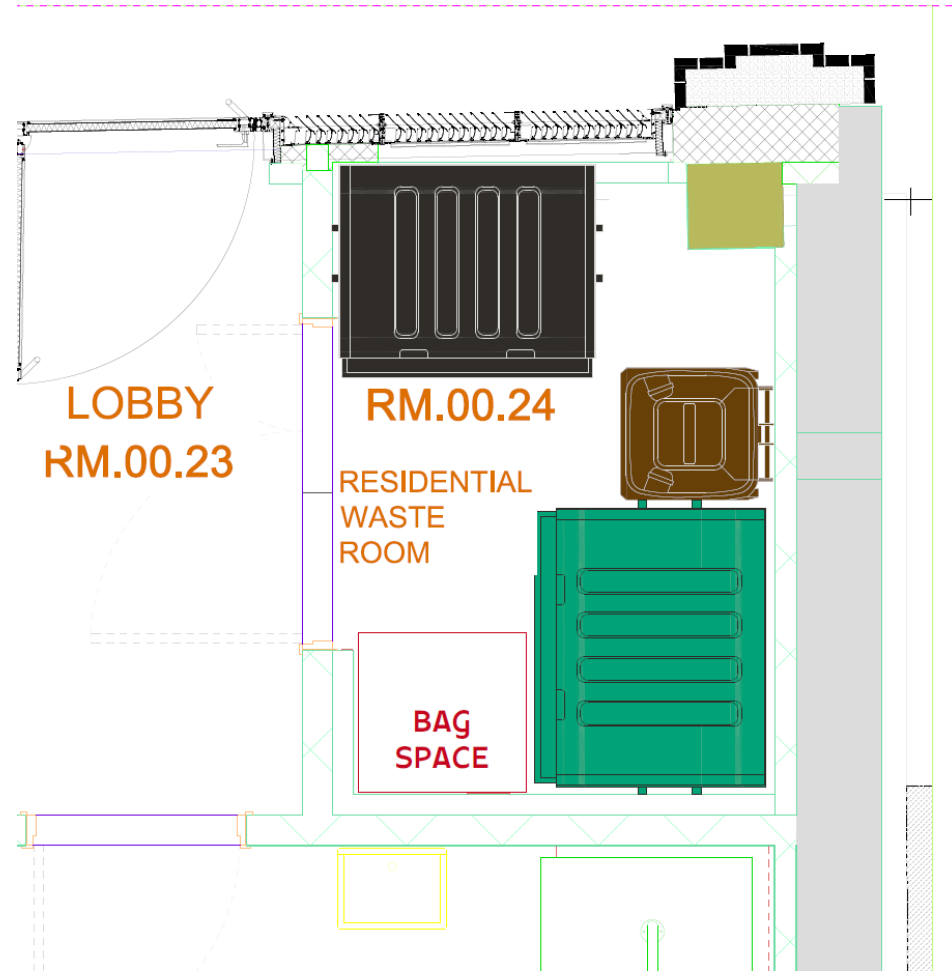 LOBBY
RM.00.23
RM.00.24
RESIDENTIAL
WASTE
ROOM
BAG
SPACE